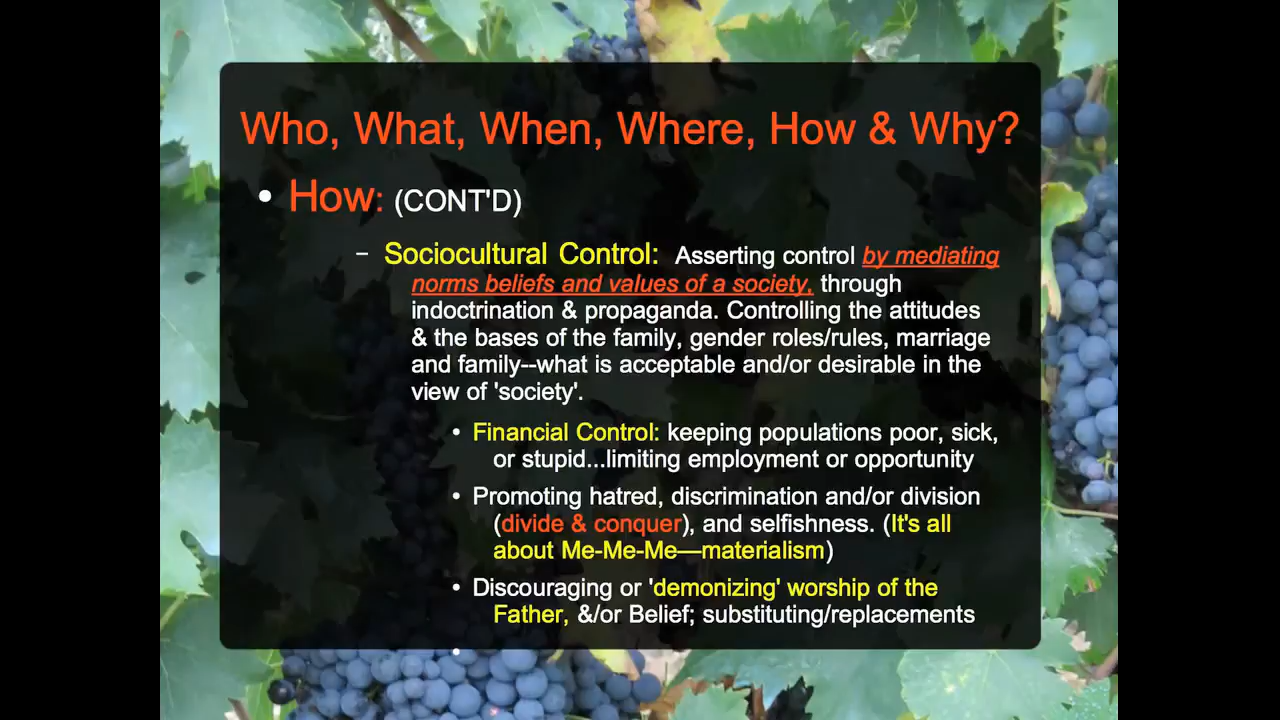 Who, What, When, Where, How & Why?
• How: (CONT'D)
– Sociocultural Control: Asserting control by mediating
norms beliefs and values of a society, through
indoctrination & propaganda. Controlling the attitudes
& the bases of the family, gender roles/rules, marriage
and family--what is acceptable and/or desirable in the
view of 'society'.
• Financial Control: keeping populations poor, sick,
or stupid...limiting employment or opportunity
• Promoting hatred, discrimination and/or division
(divide & conquer), and selfishness. (It's all
about Me-Me-Me—materialism)
• Discouraging or 'demonizing' worship of the
Father, &/or Belief; substituting/replacements
•